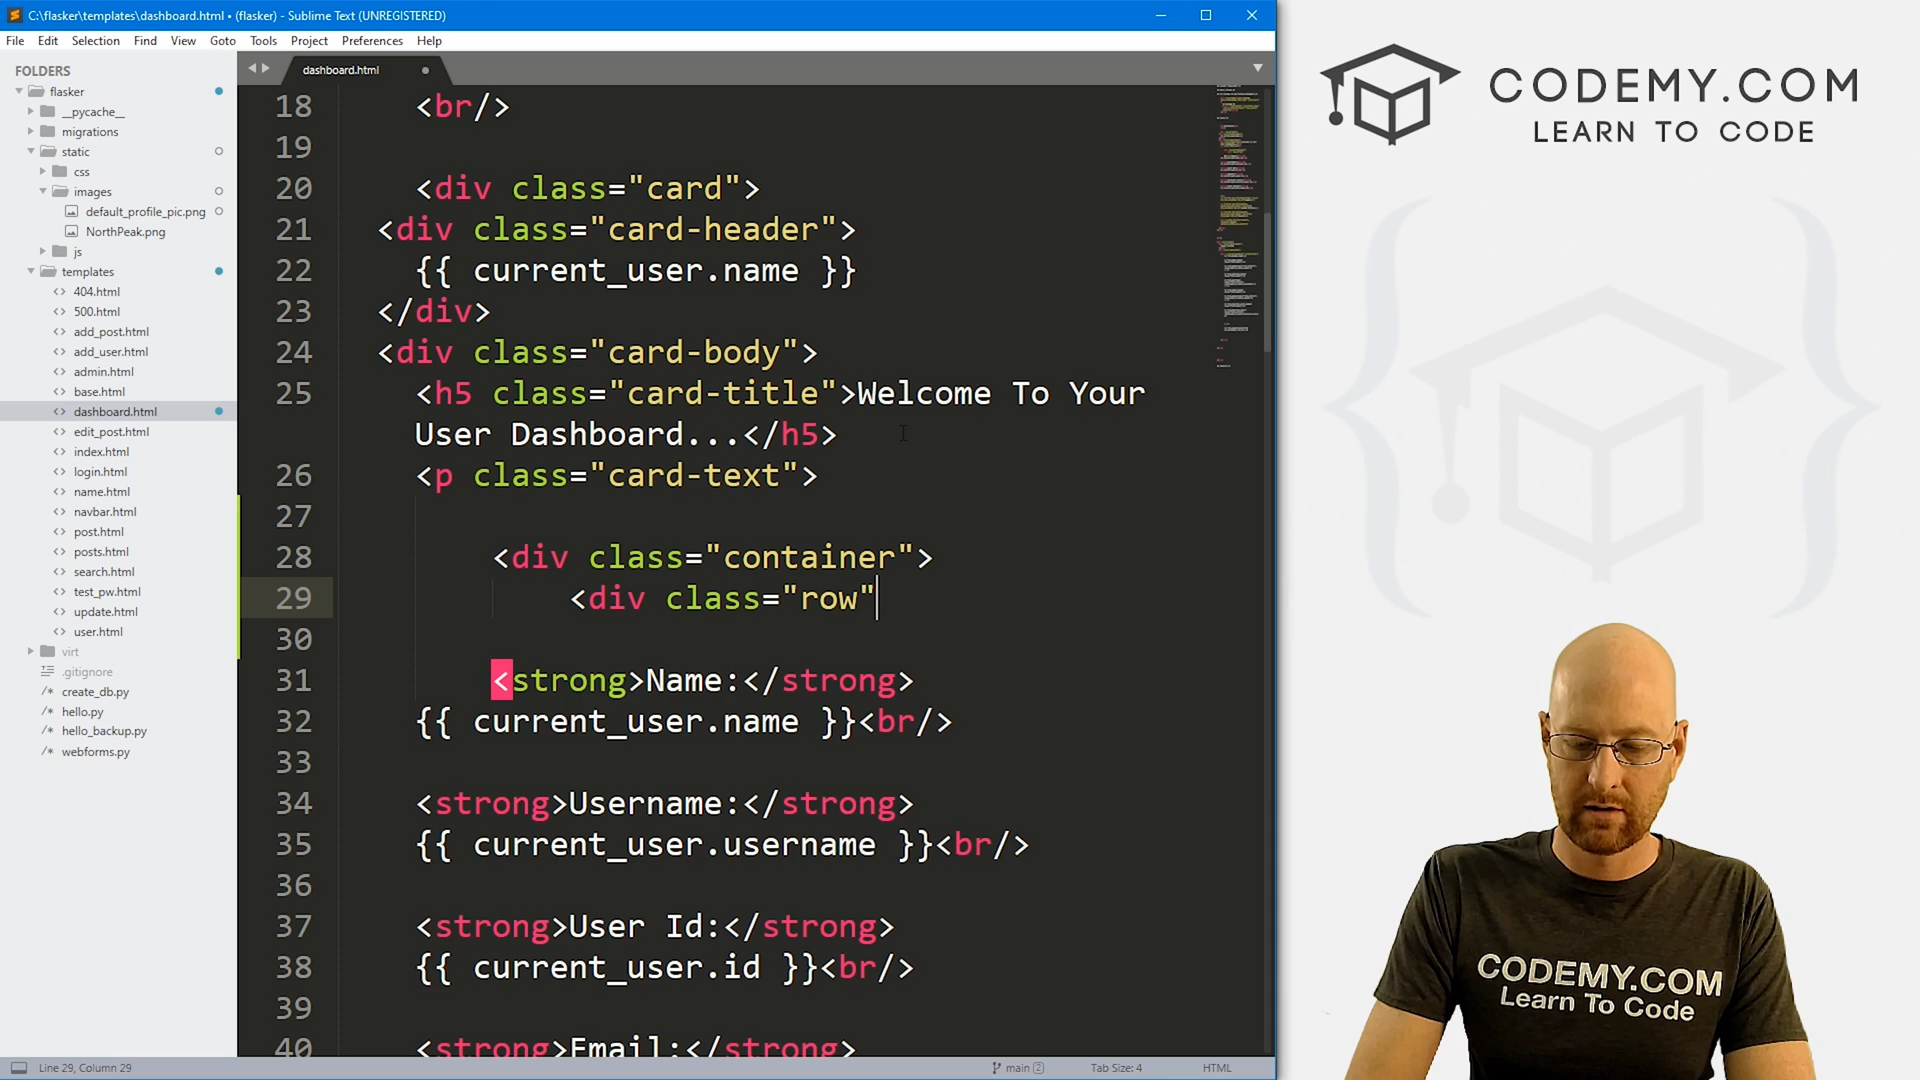 C:\flasker\templates\dashboard.html • (flasker) - Sublime Text (UNREGISTERED)
File Edit Selection Find View Goto Tools Project Preferences Help
FOLDERS
flasker
__pycache__
migrations
static
css
images
default_profile_pic.png
NorthPeak.png
js
templates
404.html
500.html
add_post.html
add_user.html
admin.html
base.html
dashboard.html
edit_post.html
index.html
login.html
name.html
navbar.html
post.html
posts.html
search.html
test_pw.html
update.html
user.html
virt
.gitignore
create_db.py
hello.py
hello_backup.py
webforms.py
dashboard.html
18 <br/>
19
20 <div class="card">
21 <div class="card-header">
22 {{ current_user.name }}
23 </div>
24 <div class="card-body">
25 <h5 class="card-title">Welcome To Your
User Dashboard...</h5>
26 <p class="card-text">
27
28 <div class="container">
29 <div class="row"
30
31 <strong>Name:</strong>
32 {{ current_user.name }}<br/>
33
34 <strong>Username:</strong>
35 {{ current_user.username }}<br/>
36
37 <strong>User Id:</strong>
38 {{ current_user.id }}<br/>
39
40 <strong>Email:</strong>
Line 29, Column 29
main 2
Tab Size: 4
HTML
CODEMY.COM
LEARN TO CODE
CODEMY.COM
Learn To Code